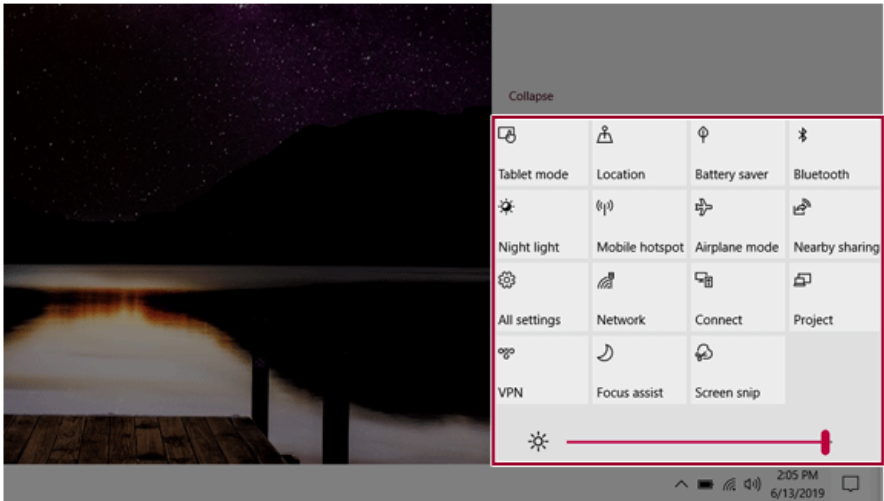 Collapse
Tablet mode
Location
Battery saver
Bluetooth
Night light
Mobile hotspot
Airplane mode
Nearby sharing
All settings
Network
Connect
Project
VPN
Focus assist
Screen snip
2:05 PM
6/13/2019